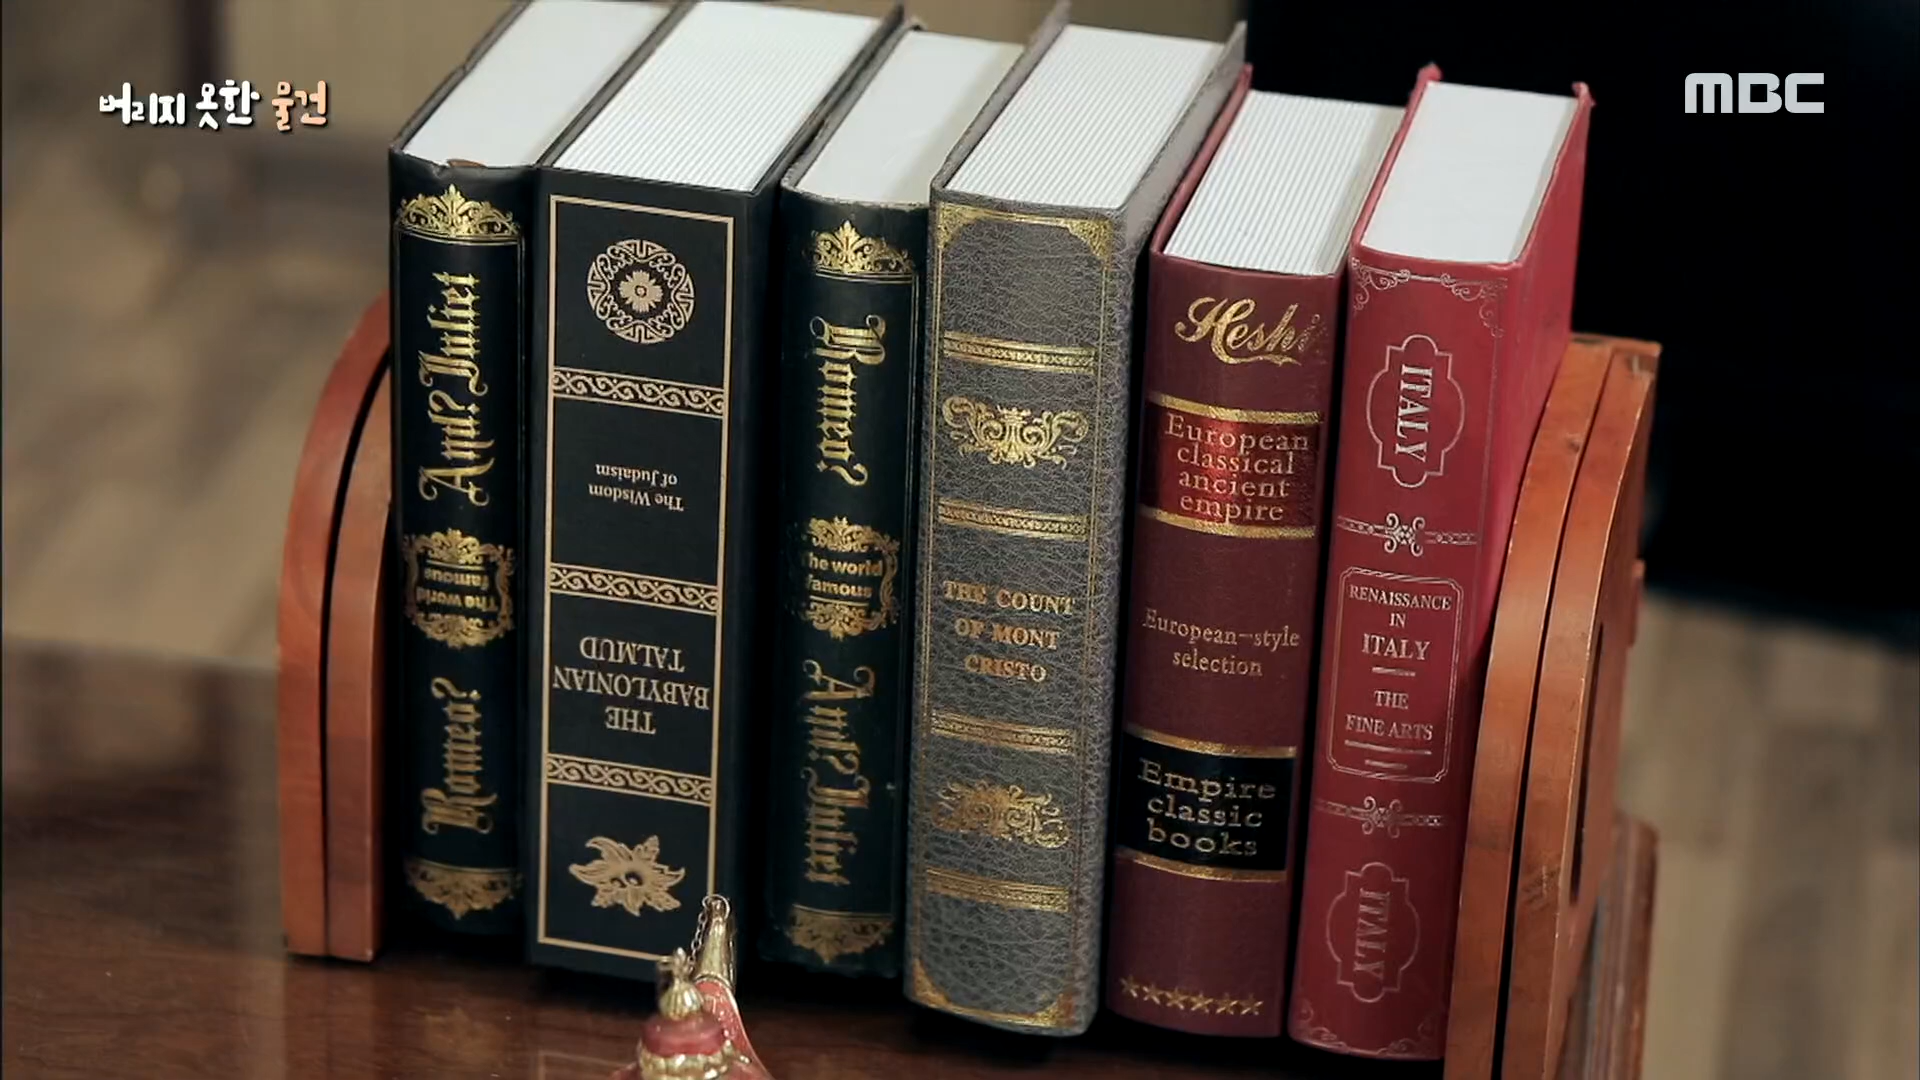 버리지 못한 물건
MBC
Romeo? And? Juliet
The world
famous
The Wisdom
of Judaism
THE
BABYLONIAN
TALMUD
Romeo? And? Juliet
The world
famous
THE COUNT
OF MONT
CRISTO
Heshi
European
classical
ancient
empire
European-style
selection
Empire
classic
books
ITALY
RENAISSANCE
IN
ITALY
THE
FINE ARTS
ITALY